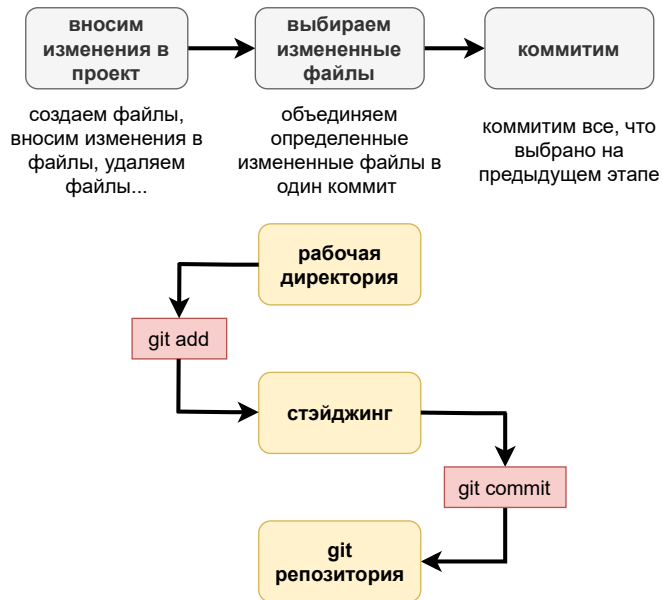 вносим
изменения в
проект
выбираем
измененные
файлы
коммитим
создаем файлы,
вносим изменения в
файлы, удаляем
файлы...
объединяем
определенные
измененные файлы в
один коммит
коммитим все, что
выбрано на
предыдущем этапе
рабочая
директория
git add
стэйджинг
git commit
git
репозитория